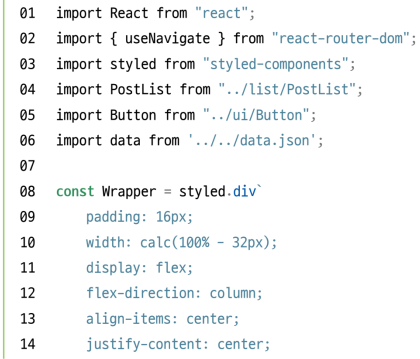 01 import React from "react";
02 import { useNavigate } from "react-router-dom";
03 import styled from "styled-components";
04 import PostList from "../list/PostList";
05 import Button from "../ui/Button";
06 import data from '../../data.json';
07
08 const Wrapper = styled.div`
09     padding: 16px;
10     width: calc(100% - 32px);
11     display: flex;
12     flex-direction: column;
13     align-items: center;
14     justify-content: center;